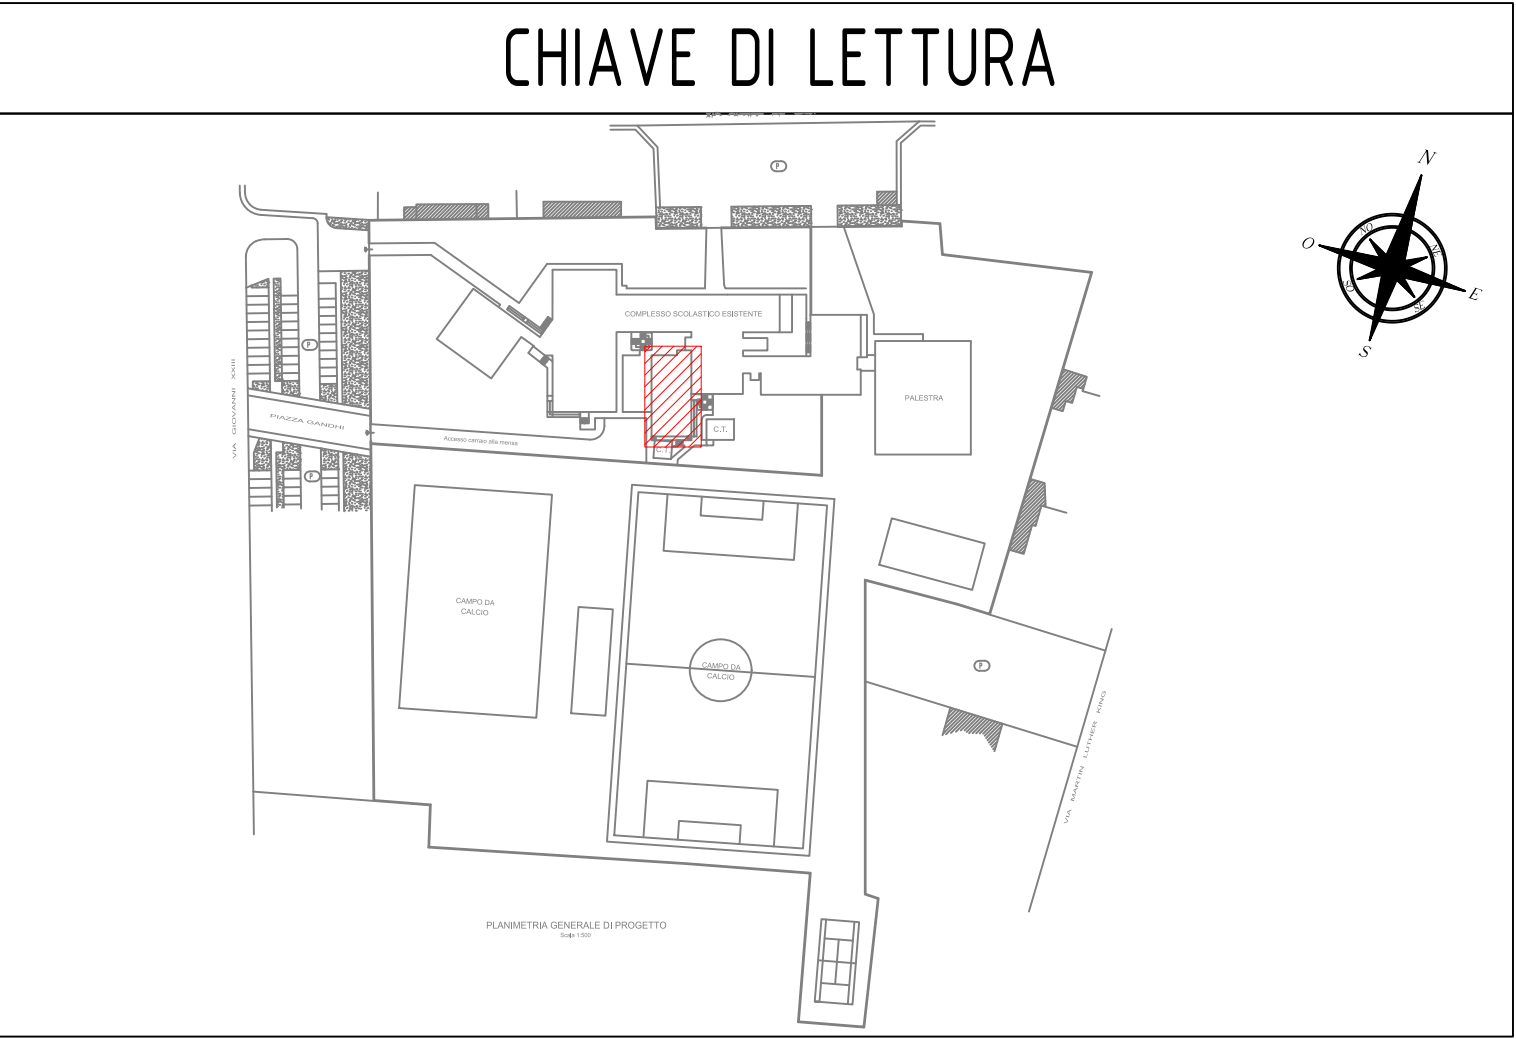 CHIAVE DI LETTURA
P
N
NO
NE
O
E
SO
SE
S
COMPLESSO SCOLASTICO ESISTENTE
P
VIA GIOVANNI XXIII
PIAZZA GANDHI
Accesso carraio alla mensa
PALESTRA
C.T.
C.T.
P
CAMPO DA
CALCIO
CAMPO DA
CALCIO
P
VIA MARTIN LUTHER KING
PLANIMETRIA GENERALE DI PROGETTO
Scala 1:500